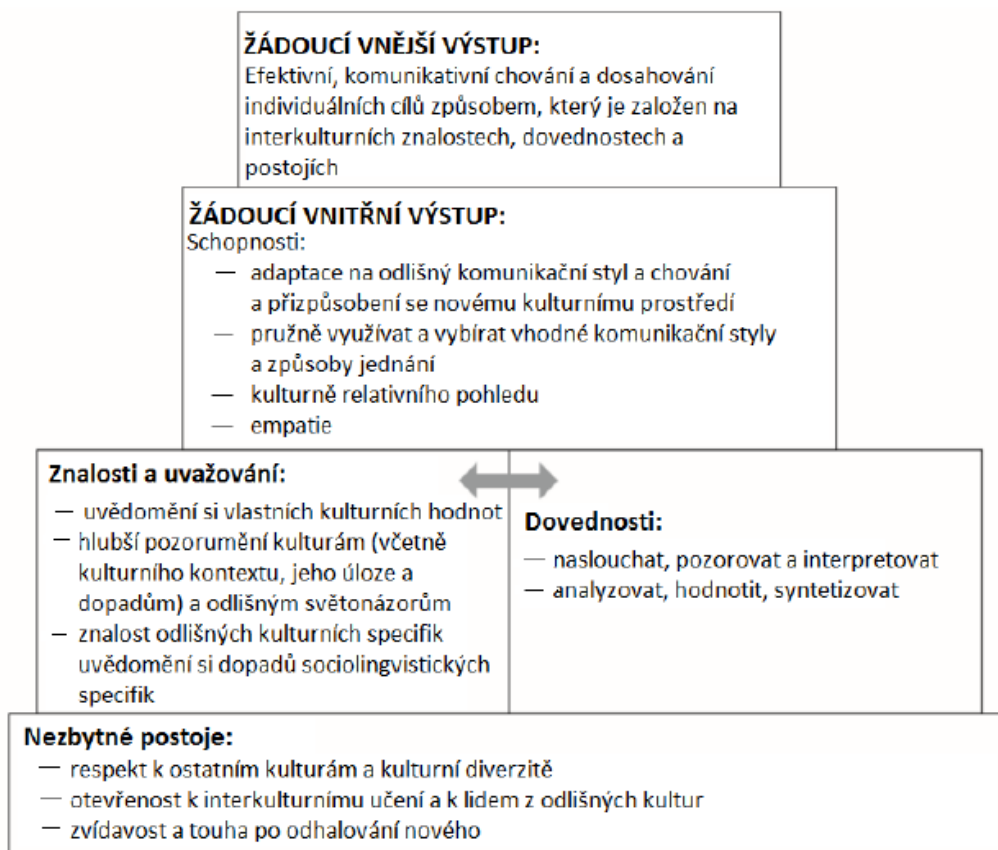 ŽÁDOUCÍ VNĚJŠÍ VÝSTUP:
Efektivní, komunikativní chování a dosahování
individuálních cílů způsobem, který je založen na
interkulturních znalostech, dovednostech a
postojích
ŽÁDOUCÍ VNITŘNÍ VÝSTUP:
Schopnosti:
— adaptace na odlišný komunikační styl a chování
a přizpůsobení se novému kulturnímu prostředí
— pružně využívat a vybírat vhodné komunikační styly
a způsoby jednání
— kulturně relativního pohledu
— empatie
Znalosti a uvažování:
— uvědomění si vlastních kulturních hodnot
— hlubší pozorumění kulturám (včetně
kulturního kontextu, jeho úloze a
dopadům) a odlišným světonázorům
— znalost odlišných kulturních specifik
uvědomění si dopadů sociolingvistických
specifik
Dovednosti:
— naslouchat, pozorovat a interpretovat
— analyzovat, hodnotit, syntetizovat
Nezbytné postoje:
— respekt k ostatním kulturám a kulturní diverzitě
— otevřenost k interkulturnímu učení a k lidem z odlišných kultur
— zvídavost a touha po odhalování nového